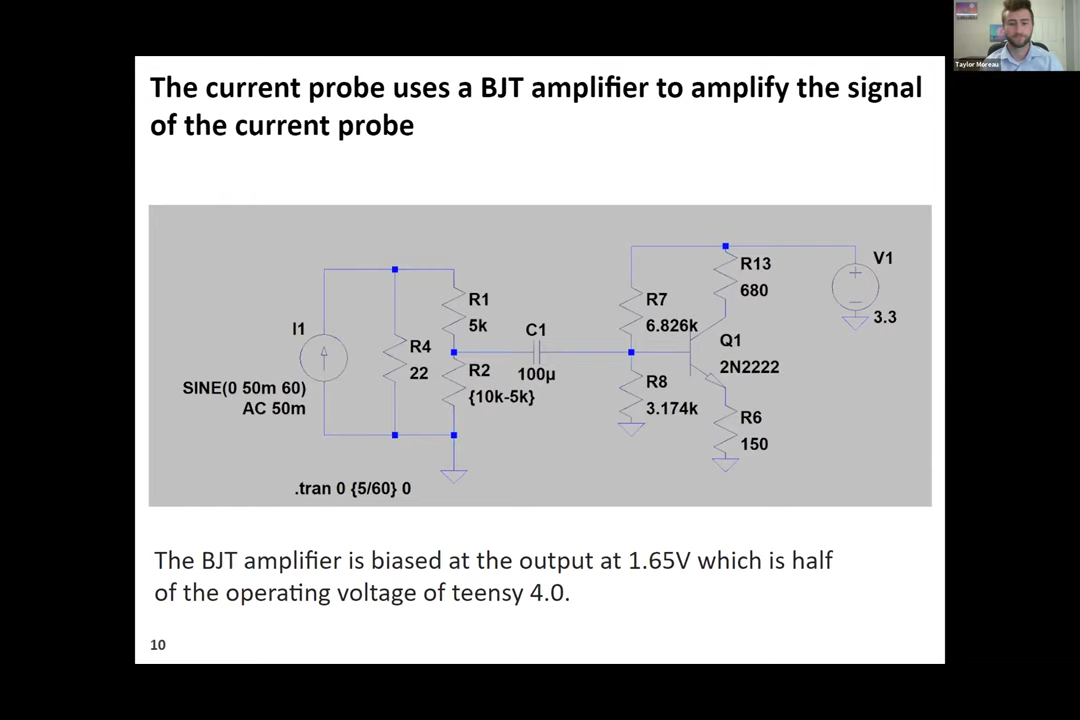 Taylor Moreau
The current probe uses a BJT amplifier to amplify the signal
of the current probe
I1
SINE(0 50m 60)
AC 50m
R4
22
R1
5k
R2
{10k-5k}
C1
100µ
R7
6.826k
R8
3.174k
R13
680
Q1
2N2222
R6
150
V1
3.3
.tran 0 {5/60} 0
The BJT amplifier is biased at the output at 1.65V which is half
of the operating voltage of teensy 4.0.
10